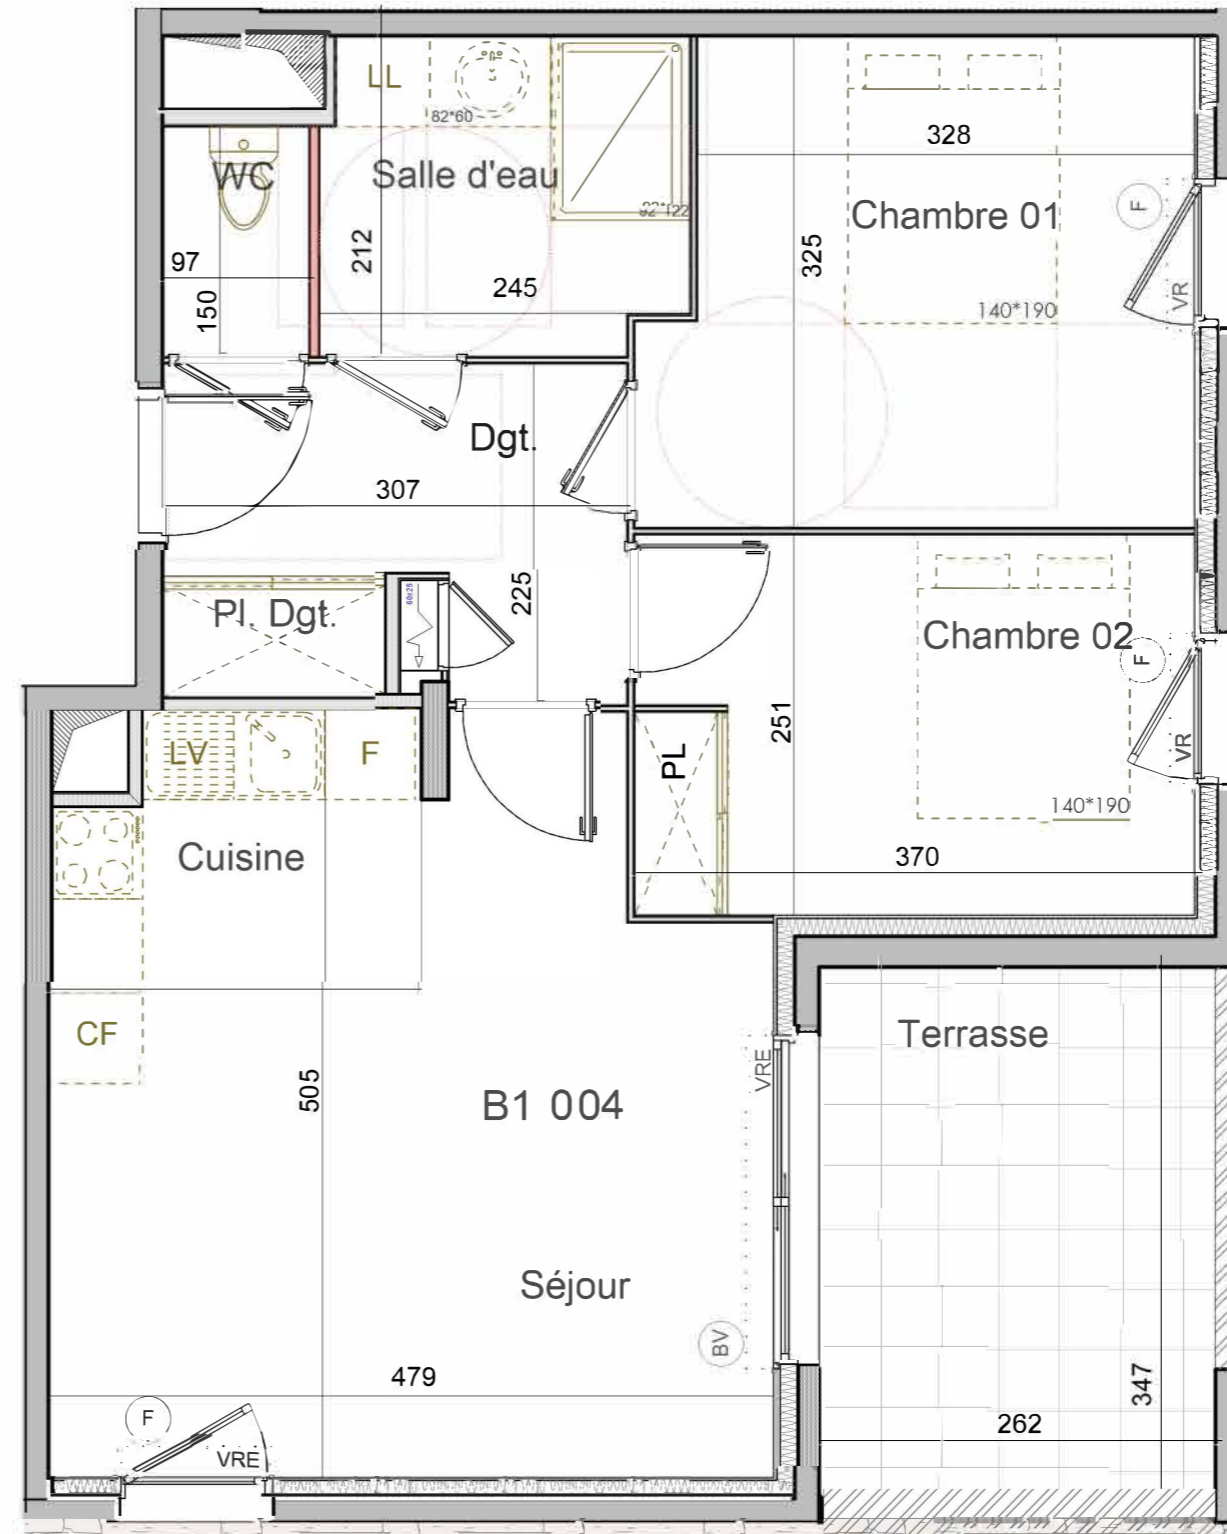 LL
82*60
WC
Salle d'eau
92*122
97
150
212
245
328
Chambre 01
325
F
VR
140*190
Dgt.
307
225
Pl. Dgt.
60x25
Chambre 02
F
VR
251
PL
140*190
370
LV
F
Cuisine
CF
505
B1 004
VRE
Terrasse
Séjour
BV
479
F
VRE
347
262